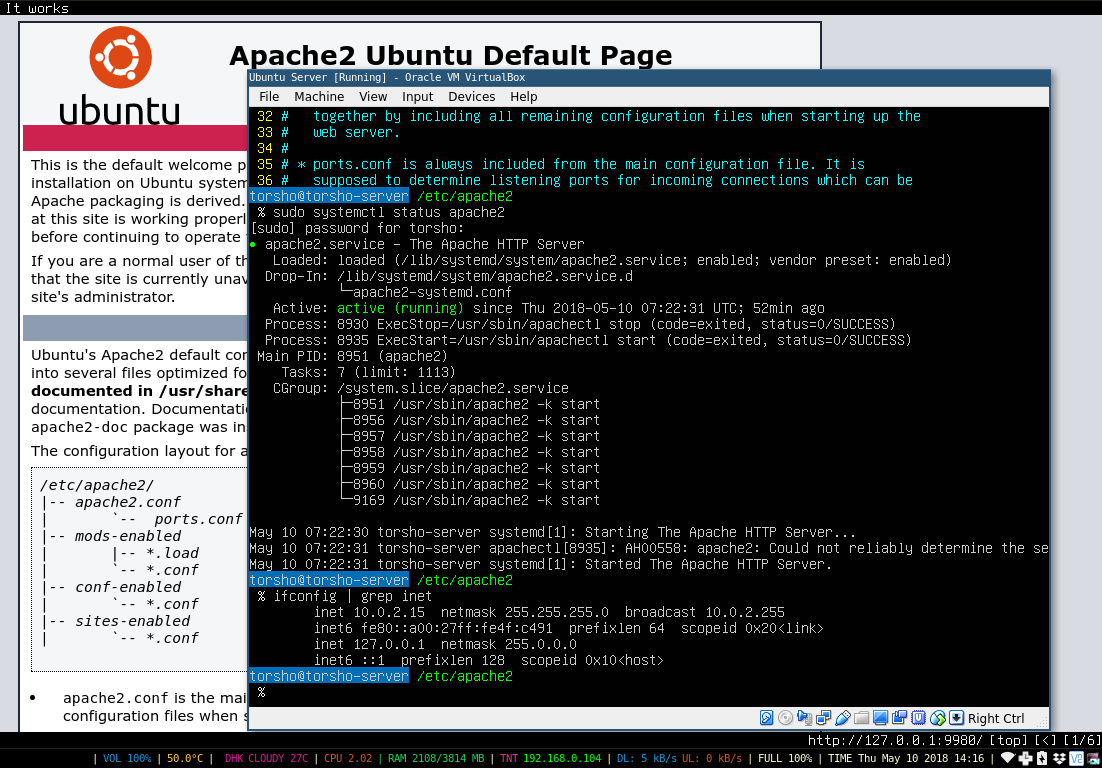 It works
Apache2 Ubuntu Default Page
ubuntu
This is the default welcome p
installation on Ubuntu system
Apache packaging is derived.
at this site is working properl
before continuing to operate
If you are a normal user of th
that the site is currently unav
site's administrator.
Ubuntu's Apache2 default con
into several files optimized fo
documented in /usr/share
documentation. Documentatio
apache2-doc package was in
The configuration layout for a
/etc/apache2/
|-- apache2.conf
|       `--  ports.conf
|-- mods-enabled
|       |-- *.load
|       `-- *.conf
|-- conf-enabled
|       `-- *.conf
|-- sites-enabled
|       `-- *.conf
• apache2.conf is the mai
configuration files when s
Ubuntu Server [Running] - Oracle VM VirtualBox
File Machine View Input Devices Help
32 #   together by including all remaining configuration files when starting up the
33 #   web server.
34 #
35 # * ports.conf is always included from the main configuration file. It is
36 #   supposed to determine listening ports for incoming connections which can be
torsho@torsho-server /etc/apache2
% sudo systemctl status apache2
[sudo] password for torsho:
● apache2.service - The Apache HTTP Server
Loaded: loaded (/lib/systemd/system/apache2.service; enabled; vendor preset: enabled)
Drop-In: /lib/systemd/system/apache2.service.d
└─apache2-systemd.conf
Active: active (running) since Thu 2018-05-10 07:22:31 UTC; 52min ago
Process: 8930 ExecStop=/usr/sbin/apachectl stop (code=exited, status=0/SUCCESS)
Process: 8935 ExecStart=/usr/sbin/apachectl start (code=exited, status=0/SUCCESS)
Main PID: 8951 (apache2)
Tasks: 7 (limit: 1113)
CGroup: /system.slice/apache2.service
├─8951 /usr/sbin/apache2 -k start
├─8956 /usr/sbin/apache2 -k start
├─8957 /usr/sbin/apache2 -k start
├─8958 /usr/sbin/apache2 -k start
├─8959 /usr/sbin/apache2 -k start
├─8960 /usr/sbin/apache2 -k start
└─9169 /usr/sbin/apache2 -k start
May 10 07:22:30 torsho-server systemd[1]: Starting The Apache HTTP Server...
May 10 07:22:31 torsho-server apachectl[8935]: AH00558: apache2: Could not reliably determine the se
May 10 07:22:31 torsho-server systemd[1]: Started The Apache HTTP Server.
torsho@torsho-server /etc/apache2
% ifconfig | grep inet
inet 10.0.2.15  netmask 255.255.255.0  broadcast 10.0.2.255
inet6 fe80::a00:27ff:fe4f:c491  prefixlen 64  scopeid 0x20<link>
inet 127.0.0.1  netmask 255.0.0.0
inet6 ::1  prefixlen 128  scopeid 0x10<host>
torsho@torsho-server /etc/apache2
%
Right Ctrl
http://127.0.0.1:9980/ [top] [<] [1/6]
| VOL 100% | 50.0°C | DHK CLOUDY 27C | CPU 2.02 | RAM 2108/3814 MB | TNT 192.168.0.104 | DL: 5 kB/s UL: 0 kB/s | FULL 100% | TIME Thu May 10 2018 14:16 |